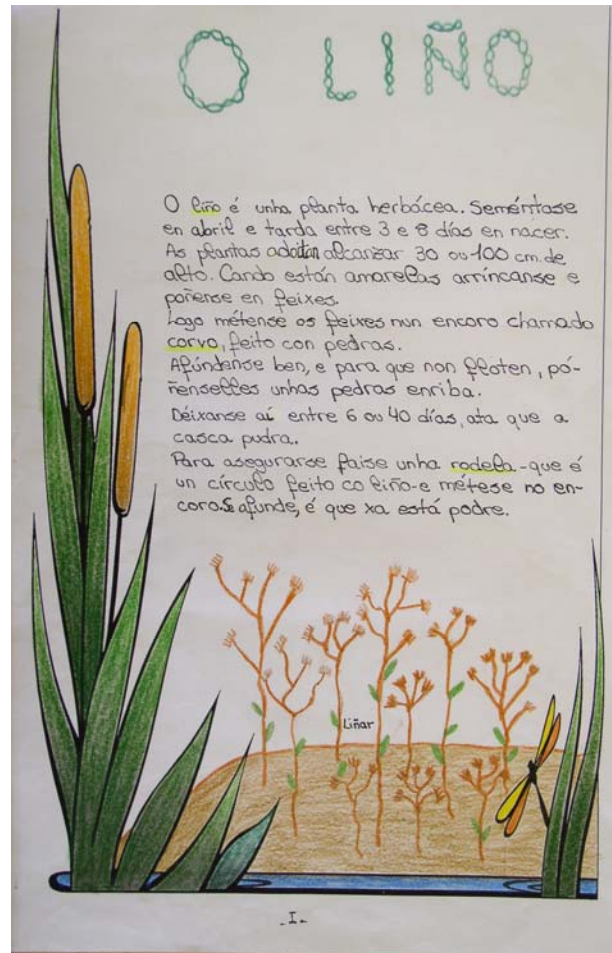 O LIÑO
O liño é unha planta herbácea. Seméntase
en abril e tarda entre 3 e 8 días en nacer.
As plantas adoitan alcanzar 30 ou 100 cm. de
alto. Cando están amarelas arríncanse e
poñense en feixes.
Logo métense os feixes nun encoro chamado
corvo, feito con pedras.
Afúndense ben, e para que non floten, pó-
ñenselles unhas pedras enriba.
Déixanse aí entre 6 ou 40 días, ata que a
casca pudra.
Para asegurarse faise unha rodela - que é
un círculo feito co liño - e métese no en-
coro. Se afunde, é que xa está podre.
Liñar
- I -